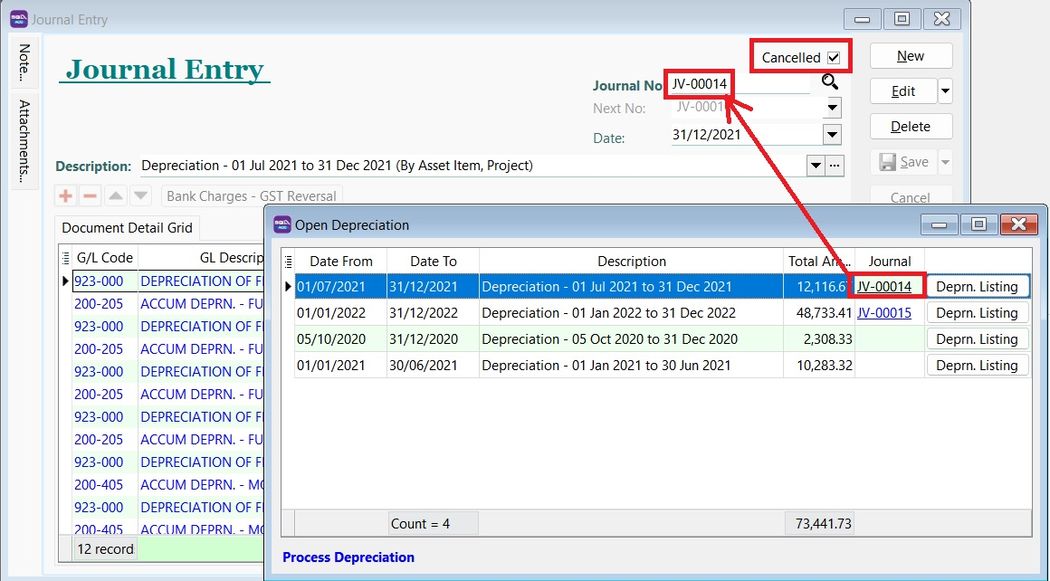 Journal Entry
Note...
Attachments...
Journal Entry
Cancelled
Journal No
JV-00014
Next No:
Date:
31/12/2021
Description:
Depreciation - 01 Jul 2021 to 31 Dec 2021 (By Asset Item, Project)
Bank Charges - GST Reversal
New
Edit
Delete
Save
Cancel
Document Detail Grid
G/L Code GL Descrip
923-000 DEPRECIATION OF F
200-205 ACCUM DEPRN. - FU
923-000 DEPRECIATION OF F
200-205 ACCUM DEPRN. - FU
923-000 DEPRECIATION OF F
200-205 ACCUM DEPRN. - FU
923-000 DEPRECIATION OF F
200-205 ACCUM DEPRN. - FU
923-000 DEPRECIATION OF F
200-405 ACCUM DEPRN. - MO
923-000 DEPRECIATION OF F
200-405 ACCUM DEPRN. - MO
12 record
Open Depreciation
Date From Date To Description Total Am... Journal
01/07/2021 31/12/2021 Depreciation - 01 Jul 2021 to 31 Dec 2021 12,116.6 JV-00014 Deprn. Listing
01/01/2022 31/12/2022 Depreciation - 01 Jan 2022 to 31 Dec 2022 48,733.41 JV-00015 Deprn. Listing
05/10/2020 31/12/2020 Depreciation - 05 Oct 2020 to 31 Dec 2020 2,308.33 Deprn. Listing
01/01/2021 30/06/2021 Depreciation - 01 Jan 2021 to 30 Jun 2021 10,283.32 Deprn. Listing
Count = 4 73,441.73
Process Depreciation